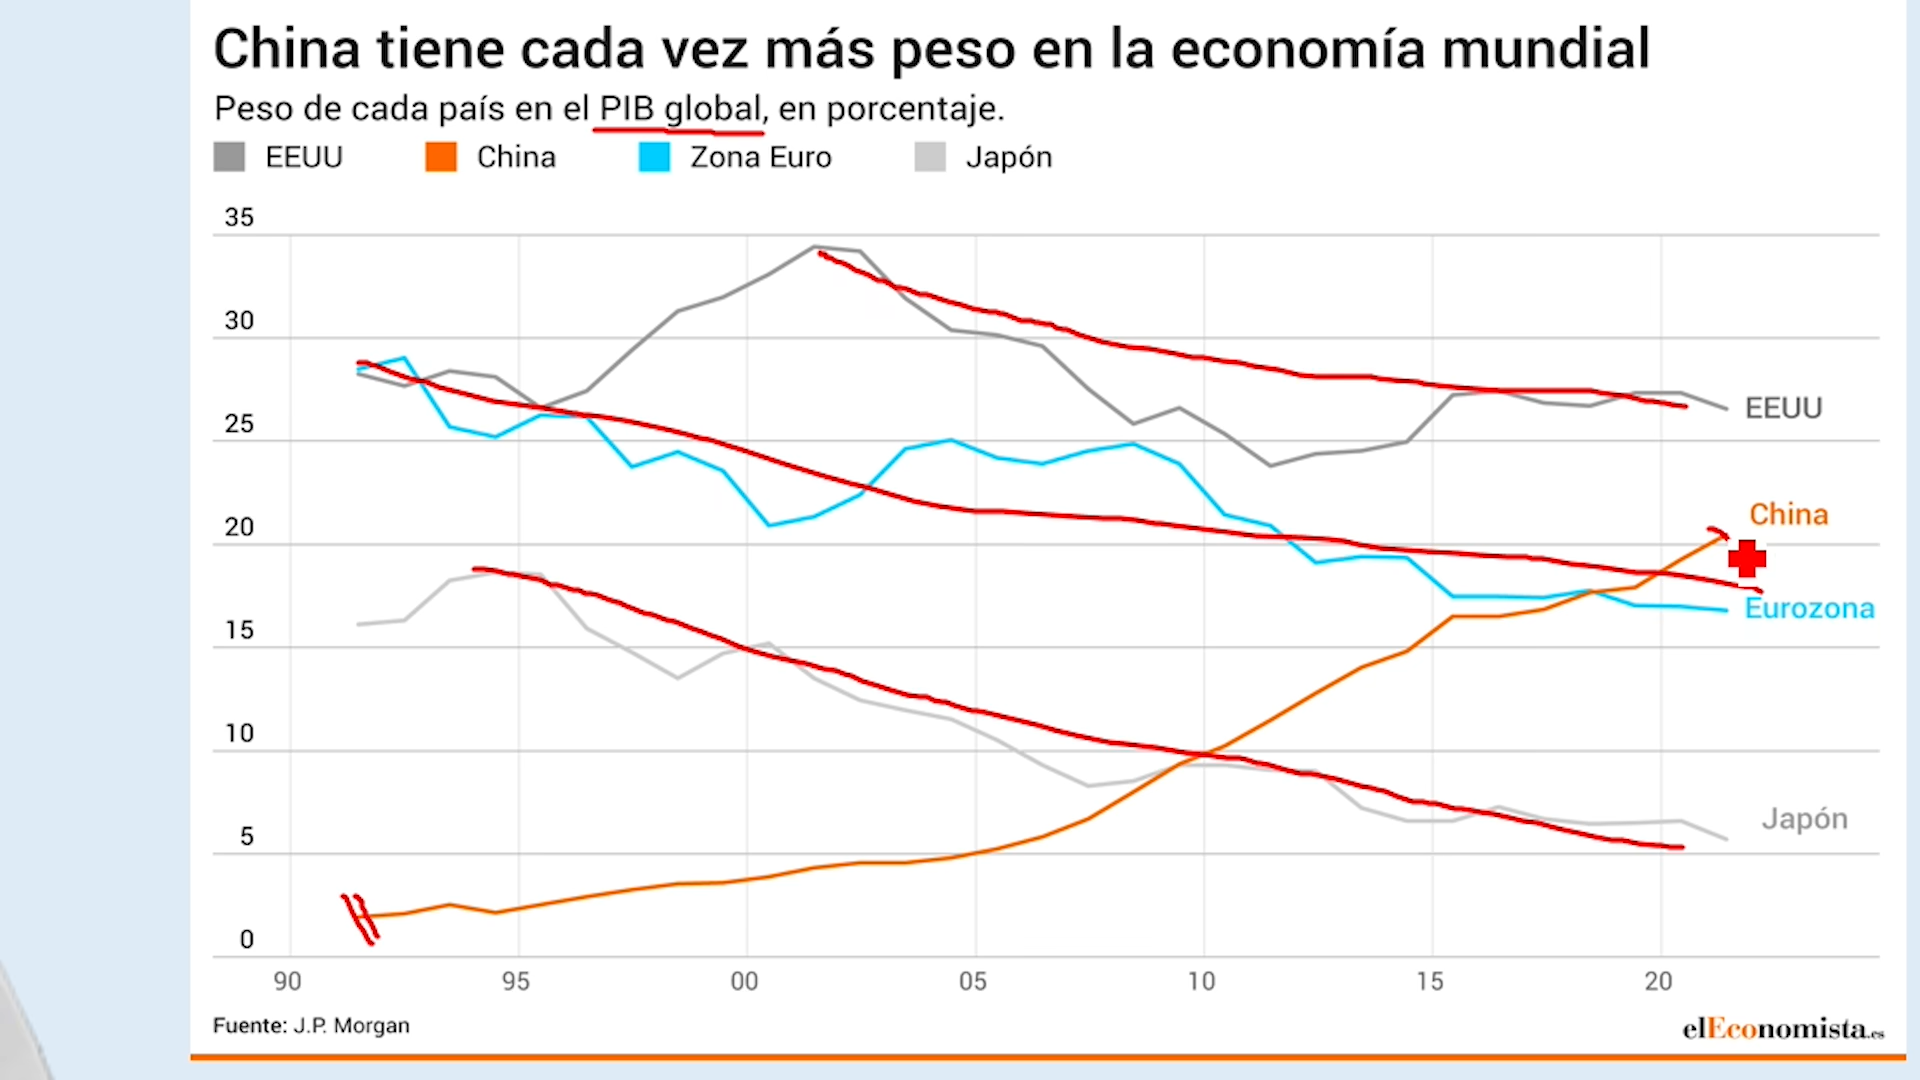 China tiene cada vez más peso en la economía mundial
Peso de cada país en el PIB global, en porcentaje.
EEUU China Zona Euro Japón
35
30
25
20
15
10
5
0
EEUU
China
Eurozona
Japón
90 95 00 05 10 15 20
Fuente: J.P. Morgan
elEconomista.es